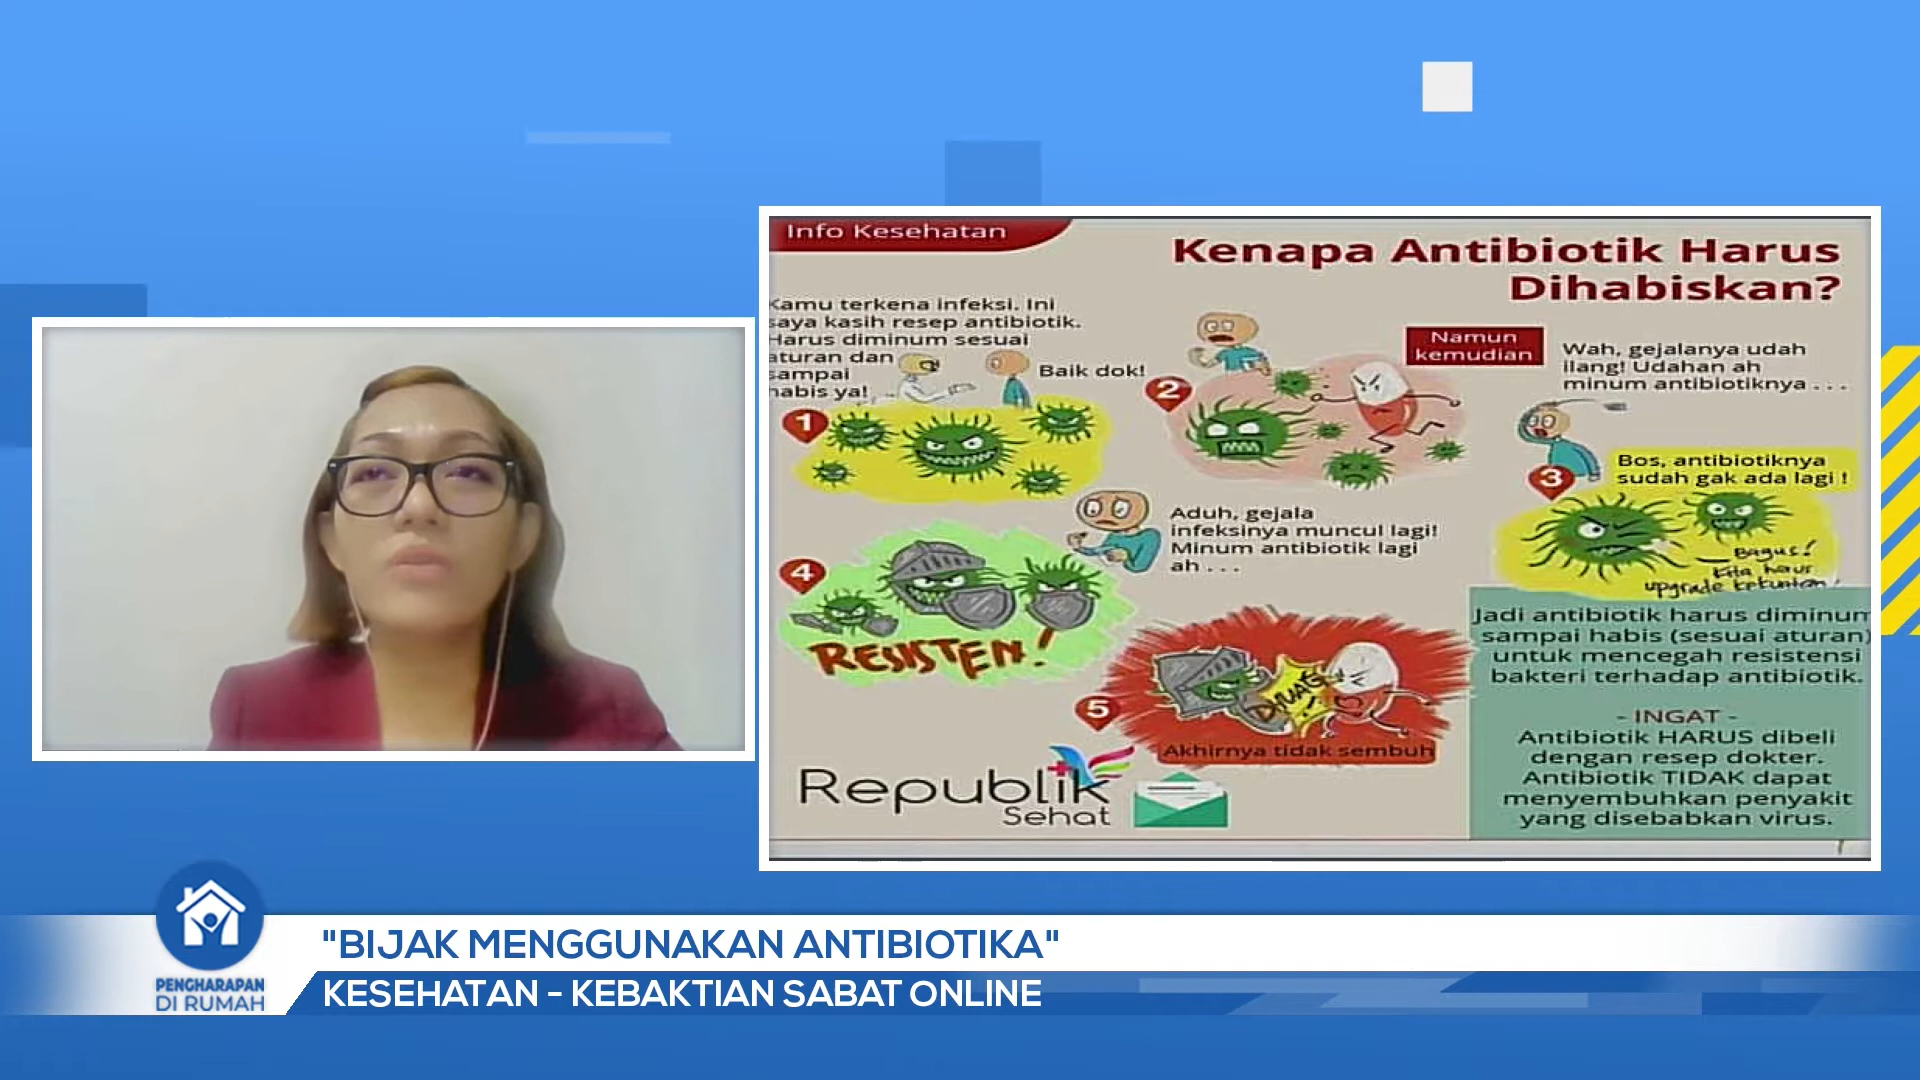 Info Kesehatan
Kenapa Antibiotik Harus
Dihabiskan?
Kamu terkena infeksi. Ini
saya kasih resep antibiotik.
Harus diminum sesuai
aturan dan
sampai
habis ya!
Baik dok!
1
2
Namun
kemudian
Wah, gejalanya udah
ilang! Udahan ah
minum antibiotiknya . . .
3
Bos, antibiotiknya
sudah gak ada lagi !
Bagus!
kita harus
upgrade kekuatan!
4
Aduh, gejala
infeksinya muncul lagi!
Minum antibiotik lagi
ah . . .
RESISTEN!
5
DHUAG!
Akhirnya tidak sembuh
Jadi antibiotik harus diminum
sampai habis (sesuai aturan)
untuk mencegah resistensi
bakteri terhadap antibiotik.
- INGAT -
Antibiotik HARUS dibeli
dengan resep dokter.
Antibiotik TIDAK dapat
menyembuhkan penyakit
yang disebabkan virus.
Republik
Sehat
PENGHARAPAN
DI RUMAH
"BIJAK MENGGUNAKAN ANTIBIOTIKA"
KESEHATAN - KEBAKTIAN SABAT ONLINE